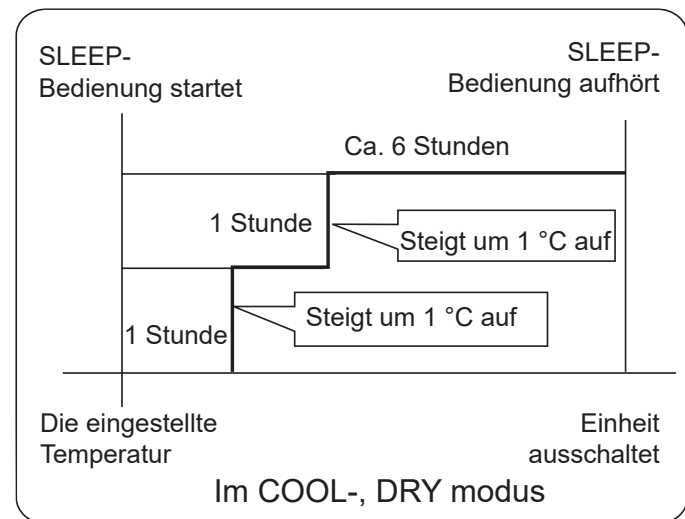 SLEEP-
Bedienung startet
SLEEP-
Bedienung aufhört
Ca. 6 Stunden
1 Stunde
Steigt um 1 °C auf
Steigt um 1 °C auf
1 Stunde
Die eingestellte
Temperatur
Einheit
ausschaltet
Im COOL-, DRY modus